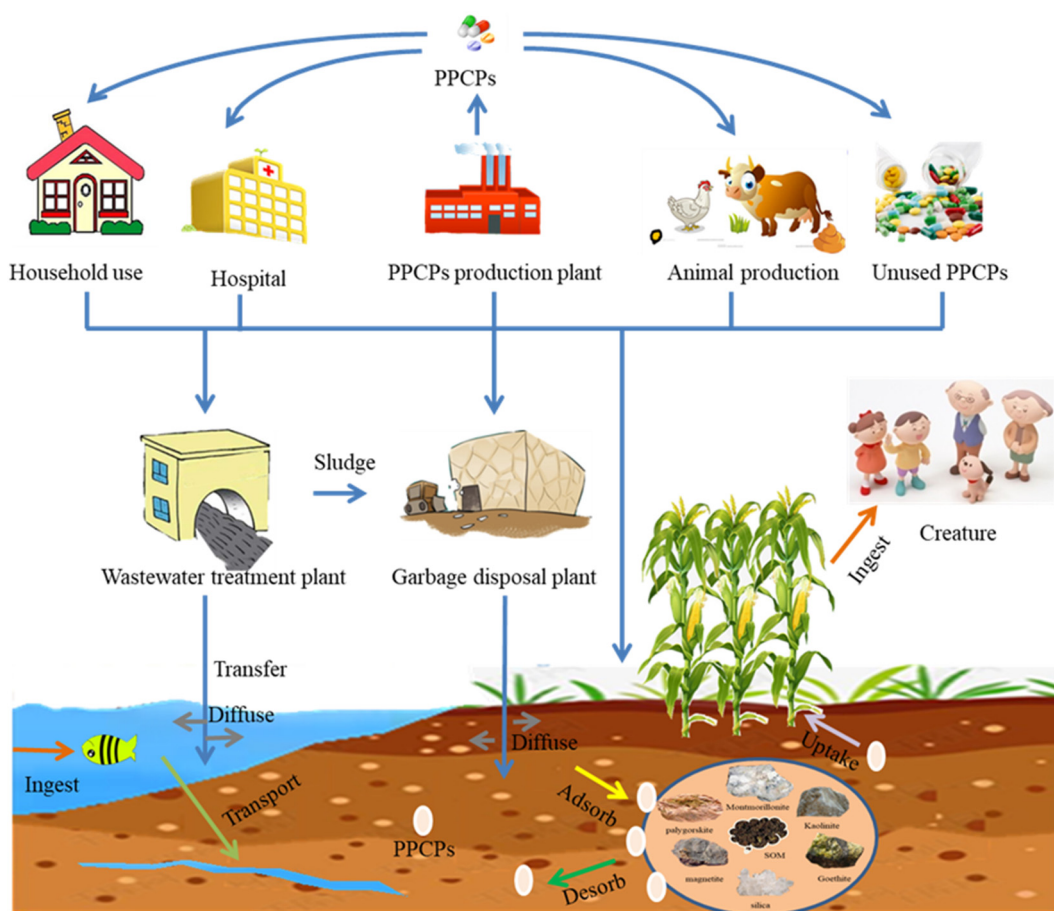 PPCPs
Household use
Hospital
PPCPs production plant
Animal production
Unused PPCPs
Sludge
Wastewater treatment plant
Garbage disposal plant
Ingest
Creature
Transfer
Diffuse
Ingest
Transport
Diffuse
Uptake
Adsorb
PPCPs
Desorb
Montmorillonite
palygorskite
Kaolinite
SOM
magnetite
Goethite
silica